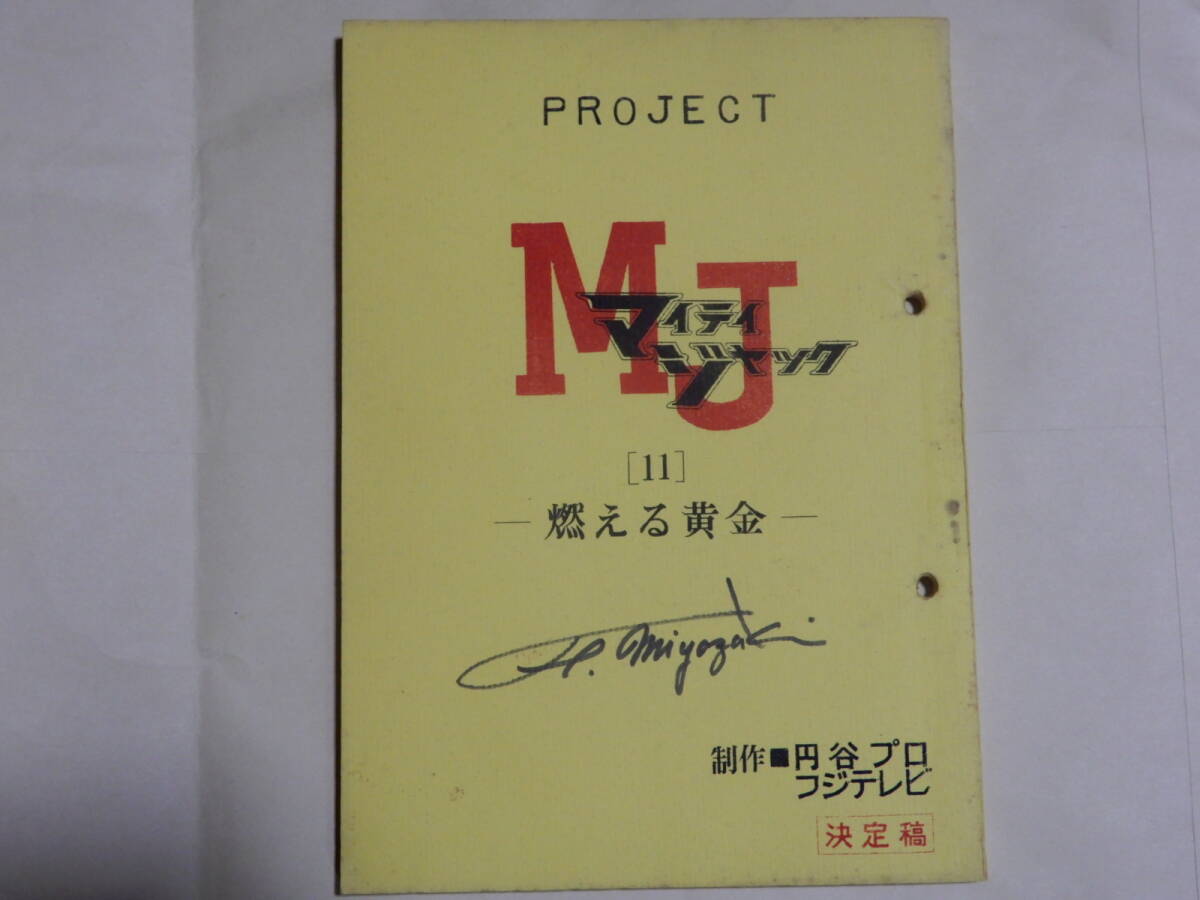 PROJECT
MJ
マイティ
ジャック
[11]
—燃える黄金—
H. Miyazaki
制作■円谷プロ
フジテレビ
決定稿